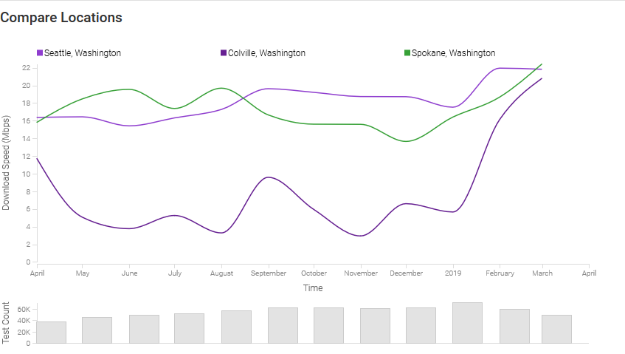 Compare Locations
Seattle, Washington Colville, Washington Spokane, Washington
Download Speed (Mbps)
22
20
18
16
14
12
10
8
6
4
2
0
April May June July August September October November December 2019 February March April
Time
Test Count
60K
40K
20K
0